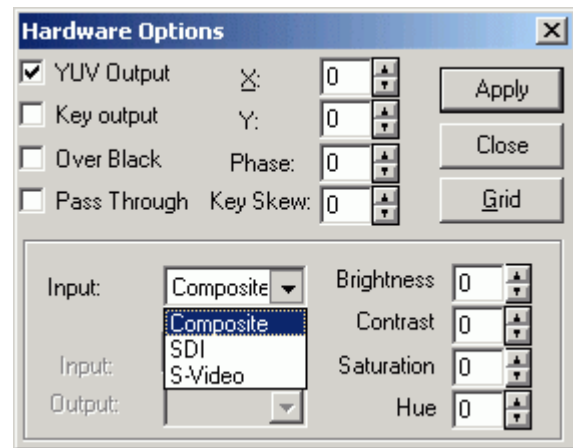 Hardware Options
YUV Output X: 0 Apply
Key output Y: 0
Over Black Phase: 0 Close
Pass Through Key Skew: 0 Grid
Input: Composite Brightness 0
Composite Contrast 0
SDI
Input: S-Video Saturation 0
Output: Hue 0